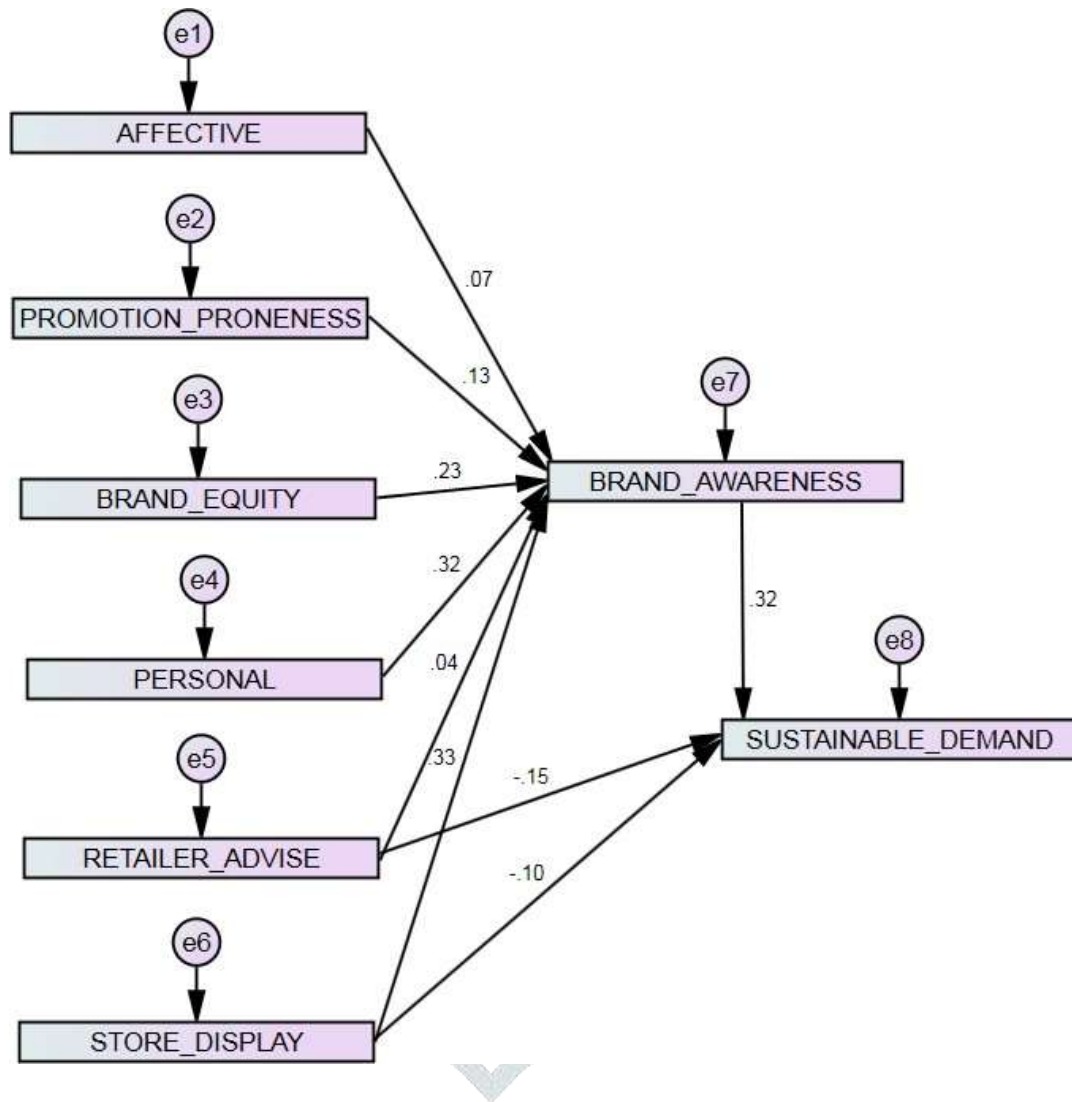 e1
AFFECTIVE
e2
.07
PROMOTION_PRONENESS
.13
e3
e7
BRAND_EQUITY
.23
BRAND_AWARENESS
e4
.32
.32
PERSONAL
.04
e8
e5
.33
SUSTAINABLE_DEMAND
-.15
RETAILER_ADVISE
-.10
e6
STORE_DISPLAY